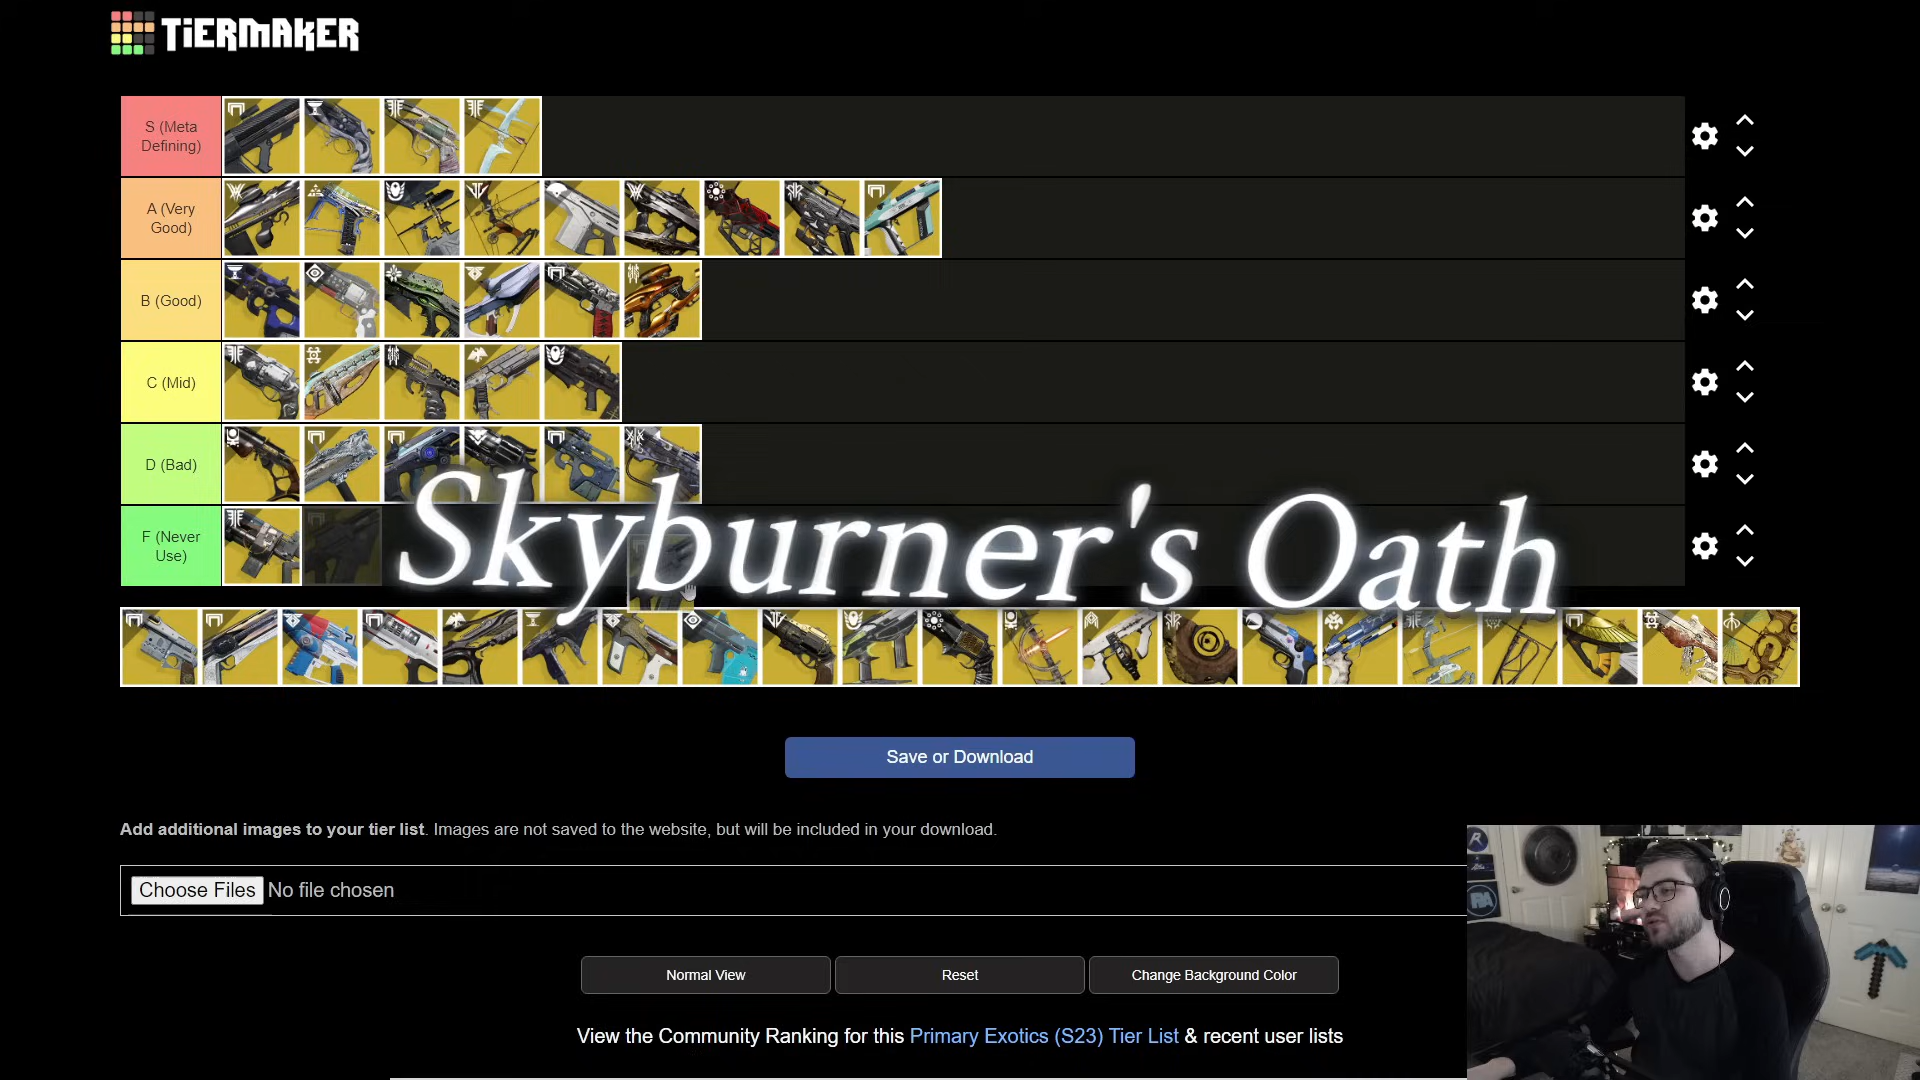 TiERMAKER
S (Meta
Defining)
A (Very
Good)
B (Good)
C (Mid)
D (Bad)
F (Never
Use)
Skyburner's Oath
Save or Download
Add additional images to your tier list. Images are not saved to the website, but will be included in your download.
Choose Files No file chosen
Normal View
Reset
Change Background Color
View the Community Ranking for this Primary Exotics (S23) Tier List & recent user lists